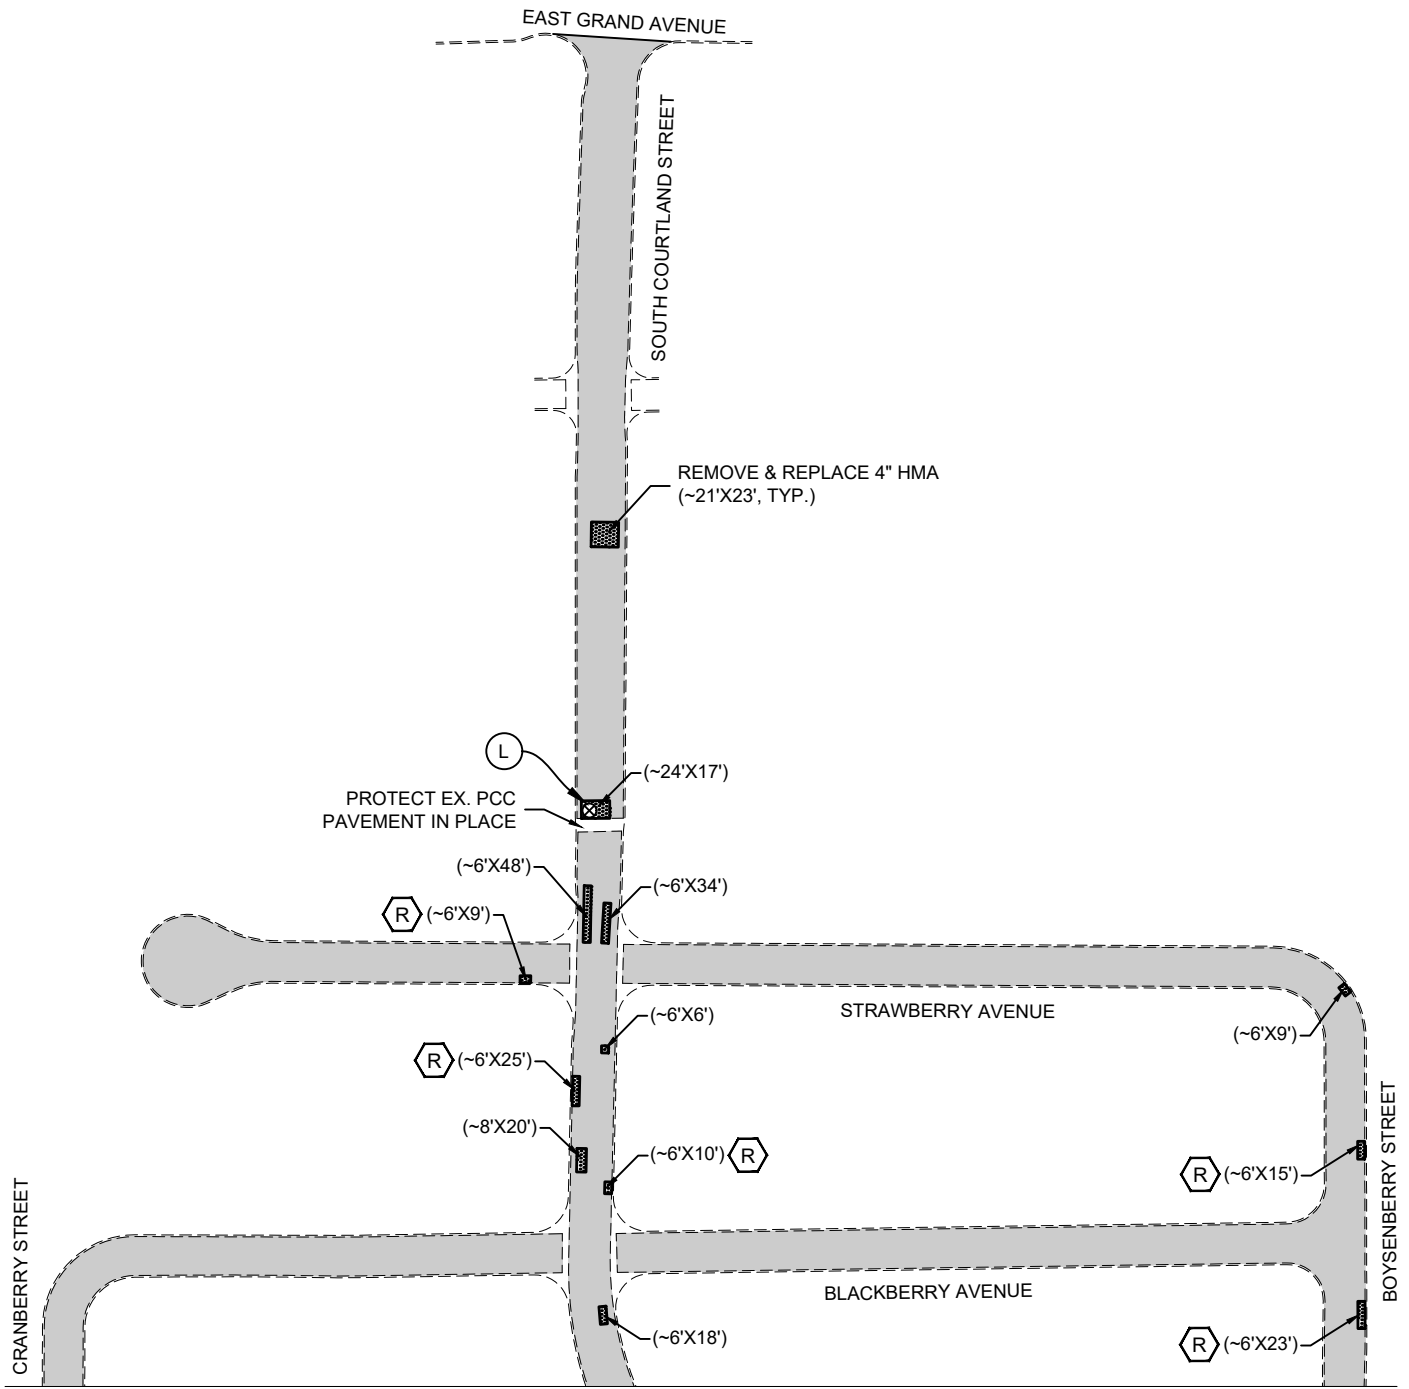 EAST GRAND AVENUE
SOUTH COURTLAND STREET
REMOVE & REPLACE 4" HMA
(~21'X23', TYP.)
L
(~24'X17')
PROTECT EX. PCC
PAVEMENT IN PLACE
(~6'X48')
(~6'X34')
R (~6'X9')
STRAWBERRY AVENUE
(~6'X6')
(~6'X9')
R (~6'X25')
(~8'X20')
(~6'X10') R
R (~6'X15')
CRANBERRY STREET
BOYSENBERRY STREET
BLACKBERRY AVENUE
(~6'X18')
R (~6'X23')